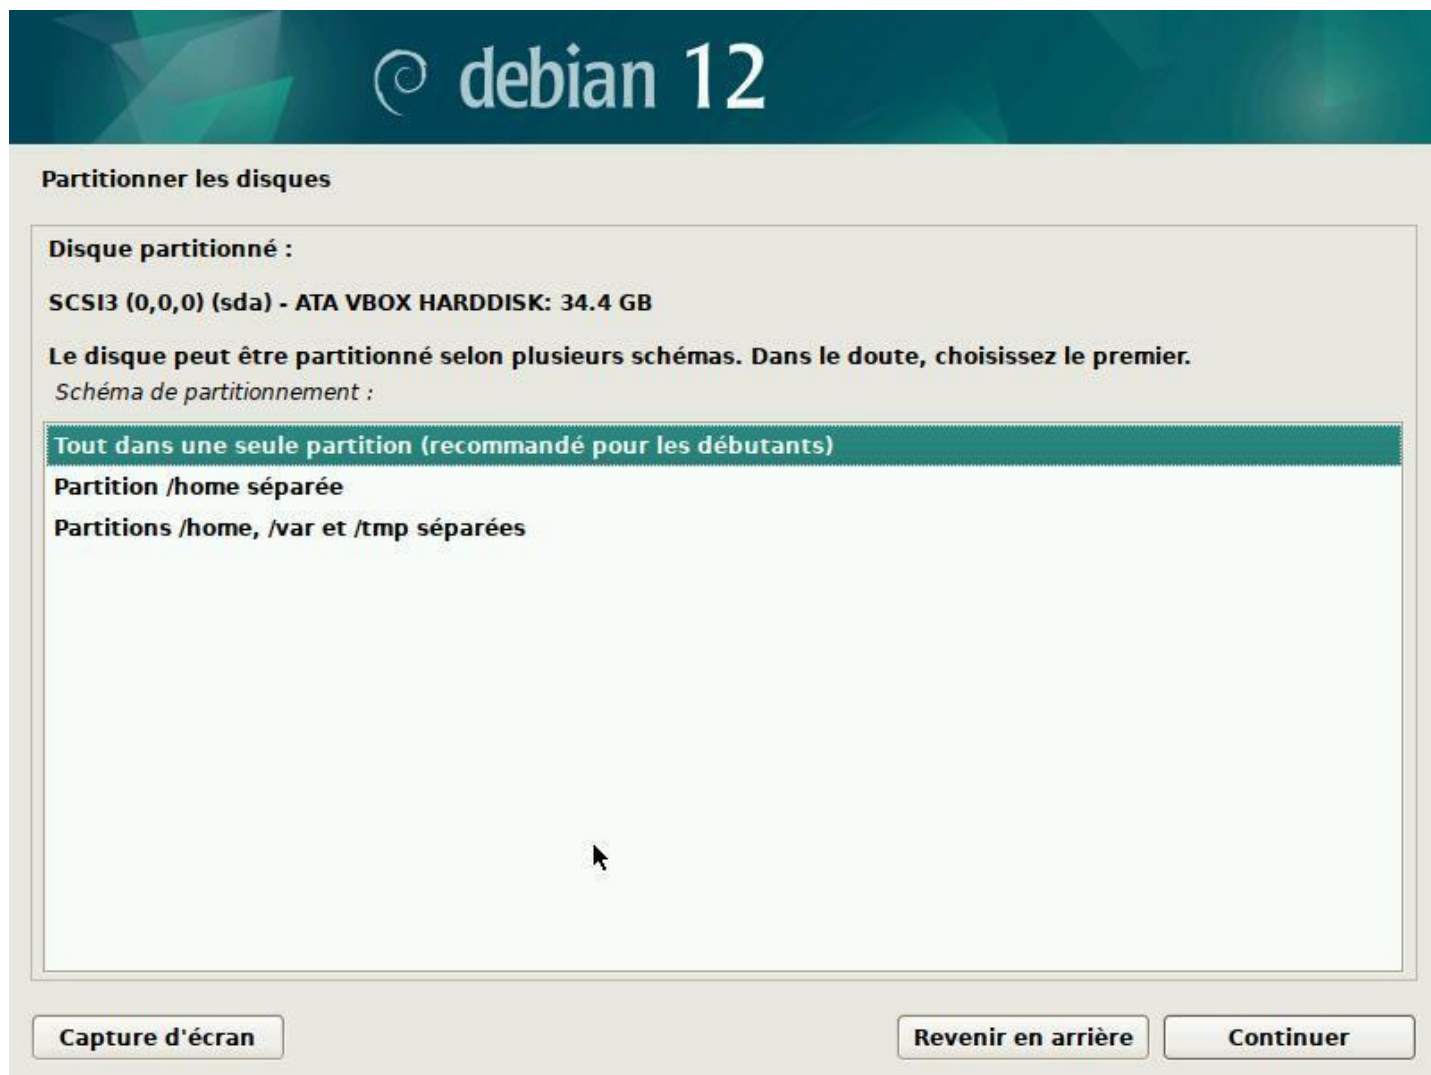 debian 12
Partitionner les disques
Disque partitionné :
SCSI3 (0,0,0) (sda) - ATA VBOX HARDDISK: 34.4 GB
Le disque peut être partitionné selon plusieurs schémas. Dans le doute, choisissez le premier.
Schéma de partitionnement :
Tout dans une seule partition (recommandé pour les débutants)
Partition /home séparée
Partitions /home, /var et /tmp séparées
Capture d'écran
Revenir en arrière
Continuer